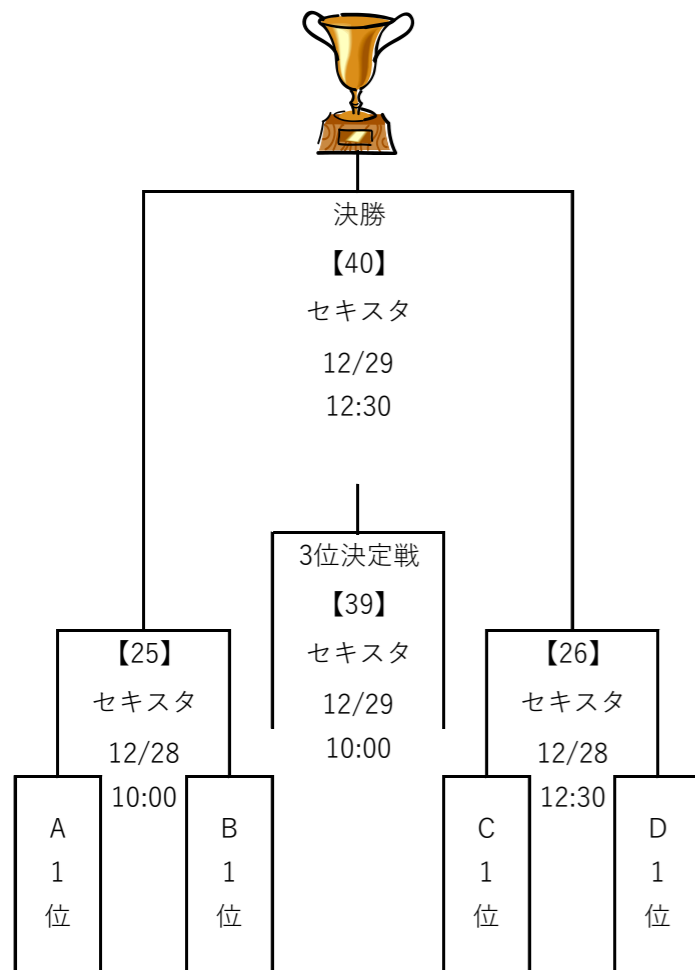 決勝
【40】
セキスタ
12/29
12:30
3位決定戦
【39】
セキスタ
12/29
10:00
【25】
セキスタ
12/28
10:00
【26】
セキスタ
12/28
12:30
A
1
位
B
1
位
C
1
位
D
1
位